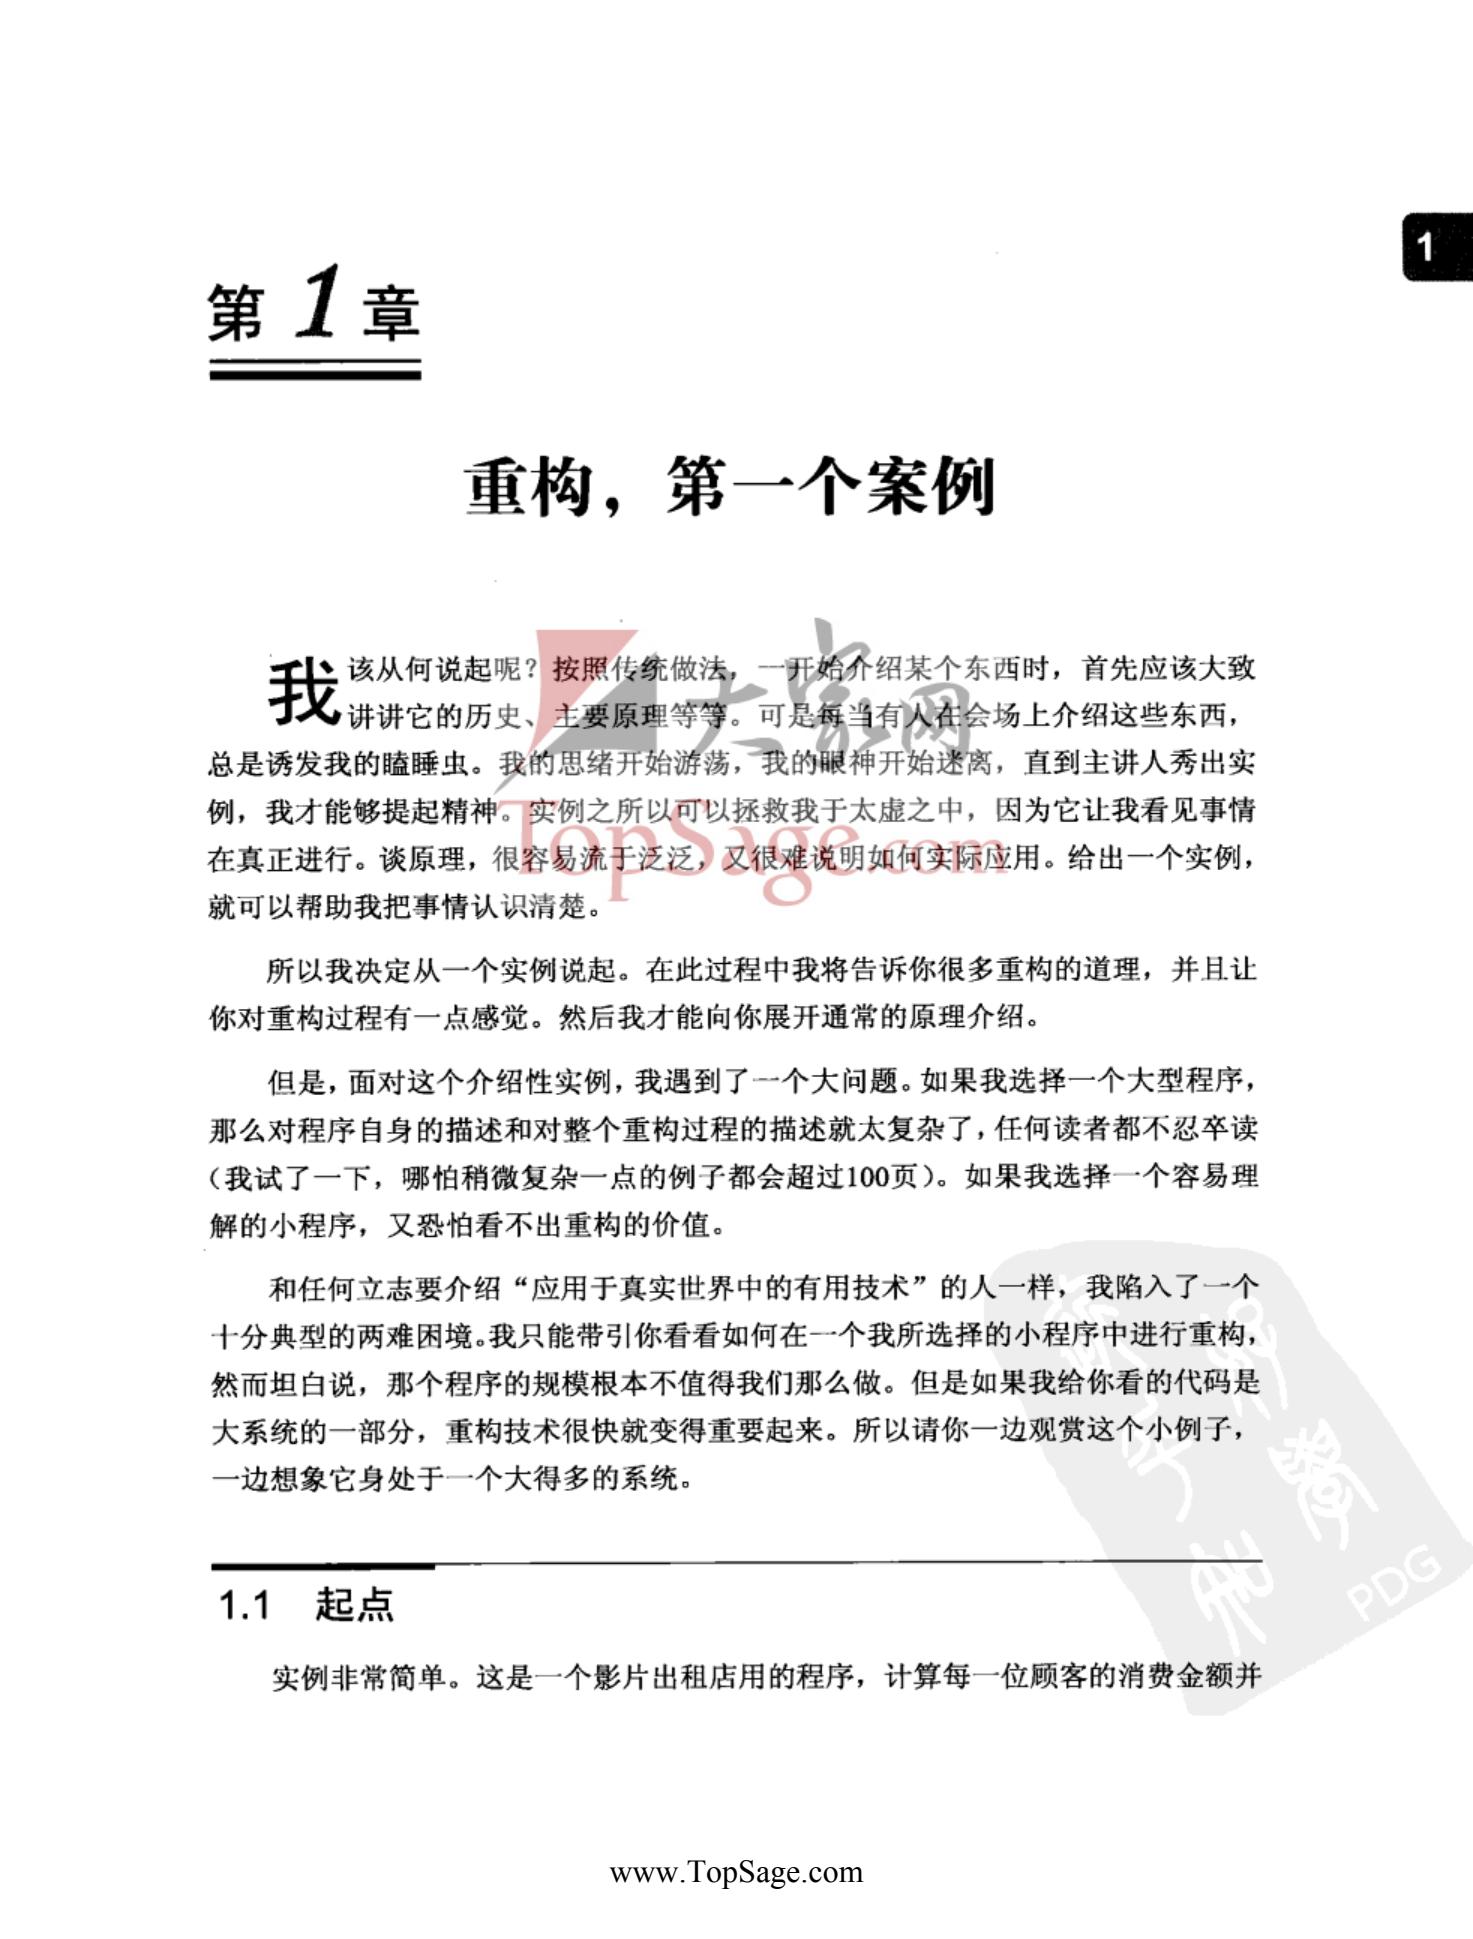 1
第 1 章
重构，第一个案例
我该从何说起呢？按照传统做法，一开始介绍某个东西时，首先应该大致
讲讲它的历史、主要原理等等。可是每当有人在会场上介绍这些东西，
总是诱发我的瞌睡虫。我的思绪开始游荡，我的眼神开始迷离，直到主讲人秀出实
例，我才能够提起精神。实例之所以可以拯救我于太虚之中，因为它让我看见事情
在真正进行。谈原理，很容易流于泛泛，又很难说明如何实际应用。给出一个实例，
就可以帮助我把事情认识清楚。
大家网
TopSage.com
所以我决定从一个实例说起。在此过程中我将告诉你很多重构的道理，并且让
你对重构过程有一点感觉。然后我才能向你展开通常的原理介绍。
但是，面对这个介绍性实例，我遇到了一个大问题。如果我选择一个大型程序，
那么对程序自身的描述和对整个重构过程的描述就太复杂了，任何读者都不忍卒读
（我试了一下，哪怕稍微复杂一点的例子都会超过100页）。如果我选择一个容易理
解的小程序，又恐怕看不出重构的价值。
和任何立志要介绍“应用于真实世界中的有用技术”的人一样，我陷入了一个
十分典型的两难困境。我只能带引你看看如何在一个我所选择的小程序中进行重构，
然而坦白说，那个程序的规模根本不值得我们那么做。但是如果我给你看的代码是
大系统的一部分，重构技术很快就变得重要起来。所以请你一边观赏这个小例子，
一边想象它身处于一个大得多的系统。
1.1 起点
实例非常简单。这是一个影片出租店用的程序，计算每一位顾客的消费金额并
PDG
www.TopSage.com